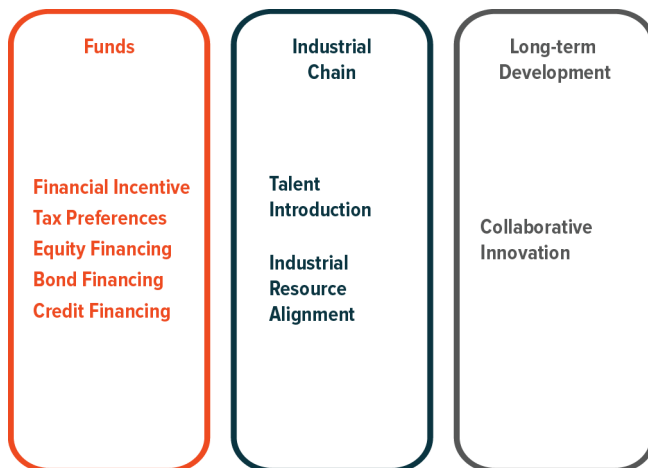 Funds
Financial Incentive
Tax Preferences
Equity Financing
Bond Financing
Credit Financing
Industrial
Chain
Talent
Introduction
Industrial
Resource
Alignment
Long-term
Development
Collaborative
Innovation